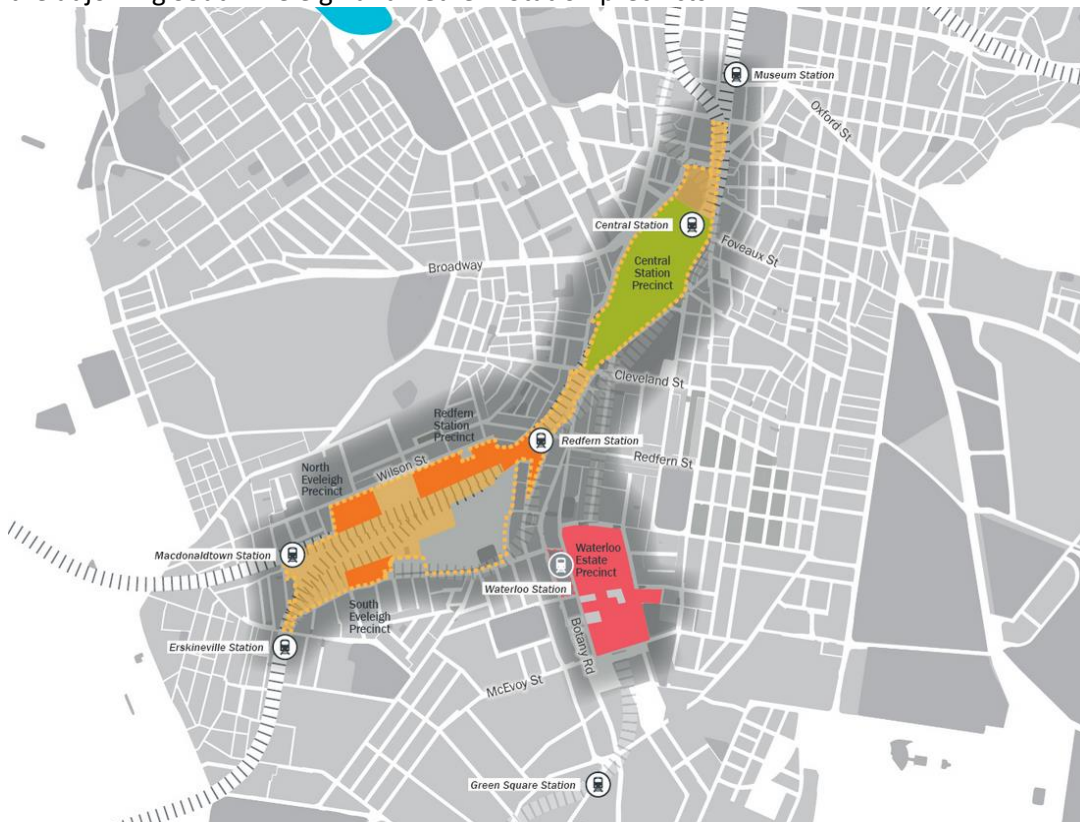 Museum Station
Oxford St
Central Station
Foveaux St
Central
Station
Precinct
Broadway
Cleveland St
Redfern
Station
Precinct
Redfern Station
Redfern St
Wilson St
North
Eveleigh
Precinct
Macdonaldtown Station
Waterloo
Estate
Precinct
Waterloo Station
South
Eveleigh
Precinct
Botany Rd
Erskineville Station
McEvoy St
Green Square Station